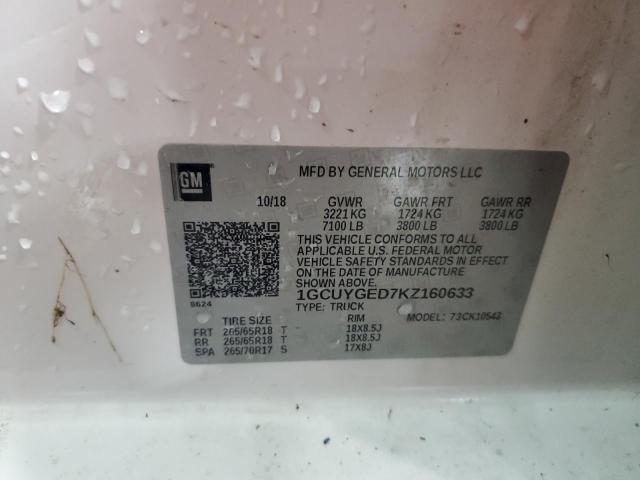 GM
MFD BY GENERAL MOTORS LLC
10/18 GVWR GAWR FRT GAWR RR
3221 KG 1724 KG 1724 KG
7100 LB 3800 LB 3800 LB
THIS VEHICLE CONFORMS TO ALL
APPLICABLE U.S. FEDERAL MOTOR
VEHICLE SAFETY STANDARDS IN EFFECT
ON THE DATE OF MANUFACTURE
SHOWN ABOVE.
1GCUYGED7KZ160633
8624
TYPE: TRUCK
MODEL: 73CK10543
TIRE SIZE RIM
FRT 265/65R18 T 18X8.5J
RR 265/65R18 T 18X8.5J
SPA 265/70R17 S 17X8J